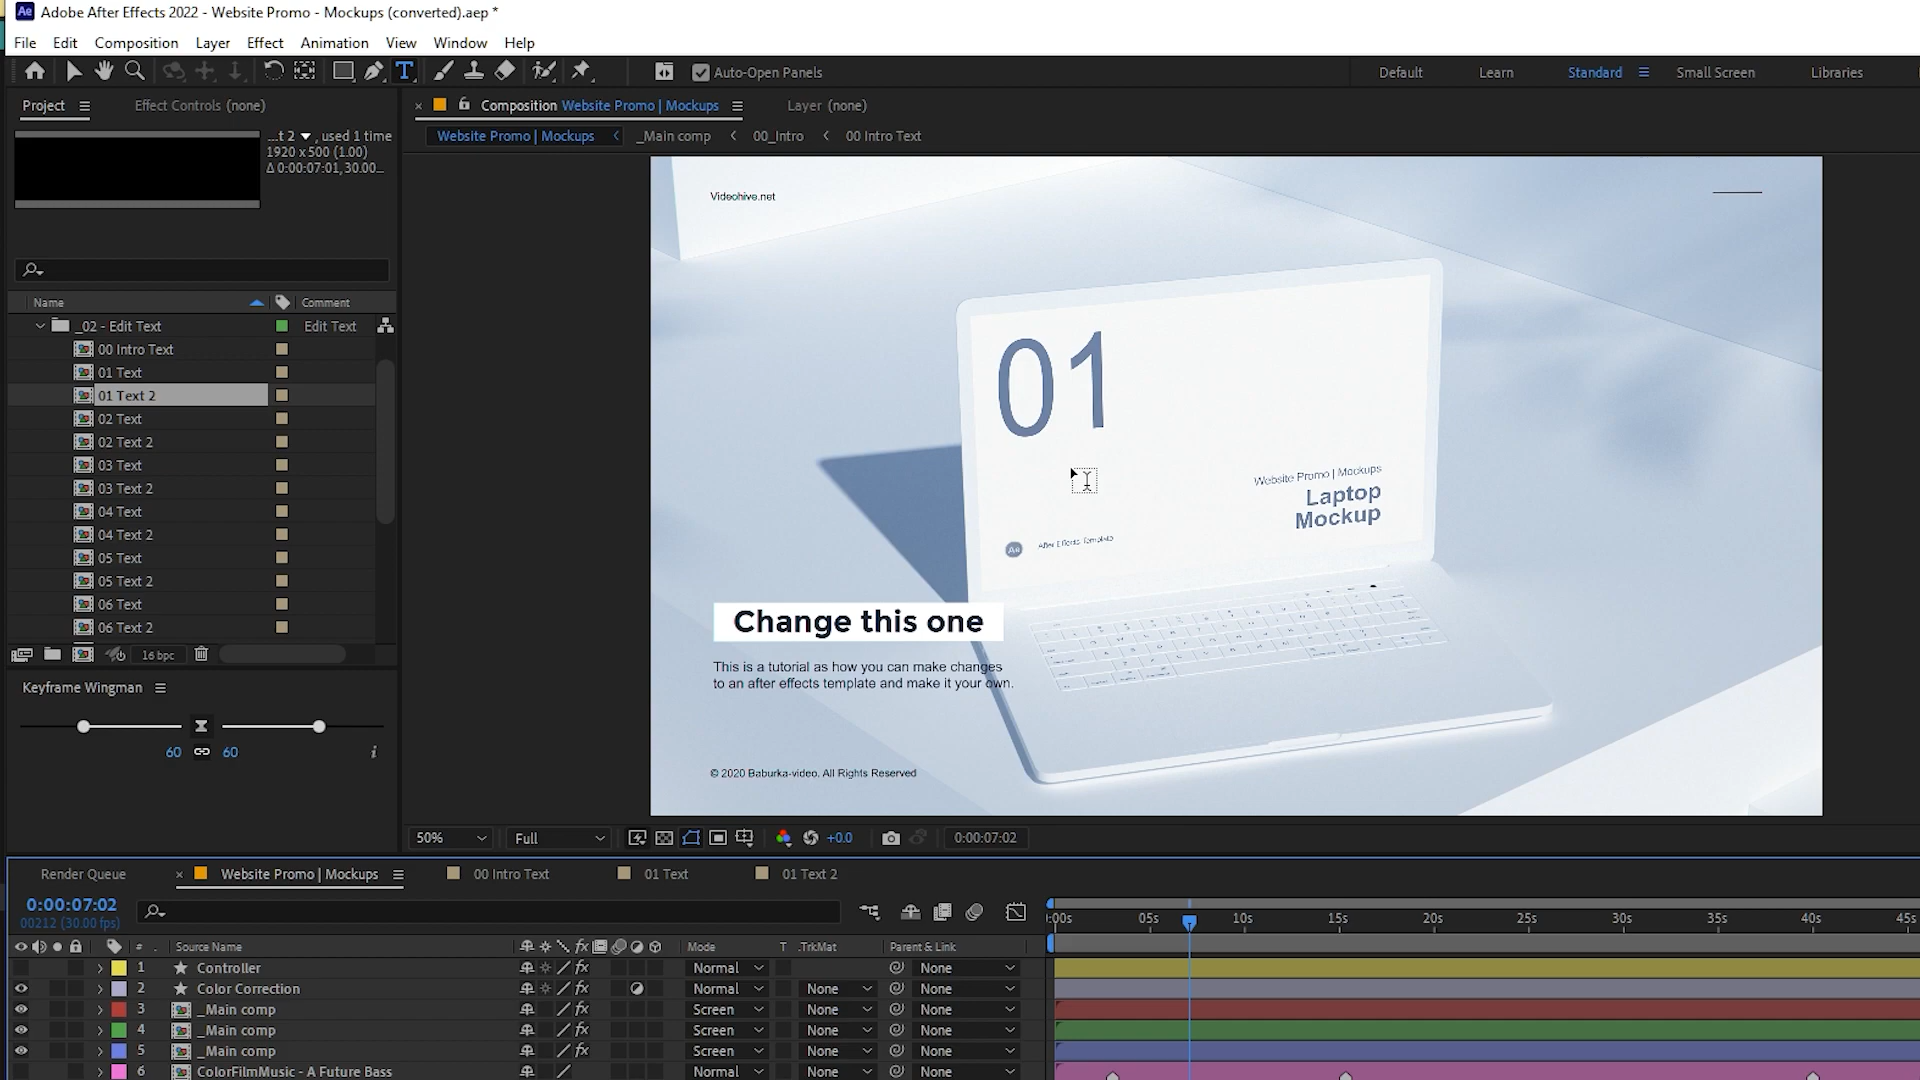 Adobe After Effects 2022 - Website Promo - Mockups (converted).aep *
File Edit Composition Layer Effect Animation View Window Help
Auto-Open Panels Default Learn Standard Small Screen Libraries
Project Effect Controls (none)
Composition Website Promo | Mockups Layer (none)
...t 2 , used 1 time
1920 x 500 (1.00)
Δ 0:00:07:01, 30.00...
Website Promo | Mockups _Main comp 00_Intro 00 Intro Text
Videohive.net
Name Comment
_02 - Edit Text Edit Text
00 Intro Text
01 Text
01 Text 2
02 Text
02 Text 2
03 Text
03 Text 2
04 Text
04 Text 2
05 Text
05 Text 2
06 Text
06 Text 2
16 bpc
01
Website Promo | Mockups
Laptop
Mockup
Ae After Effects Template
Change this one
This is a tutorial as how you can make changes
to an after effects template and make it your own.
© 2020 Baburka-video. All Rights Reserved
Keyframe Wingman
60 60
50% Full +0.0 0:00:07:02
Render Queue Website Promo | Mockups 00 Intro Text 01 Text 01 Text 2
0:00:07:02
00212 (30.00 fps)
:00s 05s 10s 15s 20s 25s 30s 35s 40s 45s
# Source Name Mode T .TrkMat Parent & Link
1 Controller Normal None
2 Color Correction Normal None None
3 _Main comp Screen None None
4 _Main comp Screen None None
5 _Main comp Screen None None
6 ColorFilmMusic - A Future Bass Normal None None